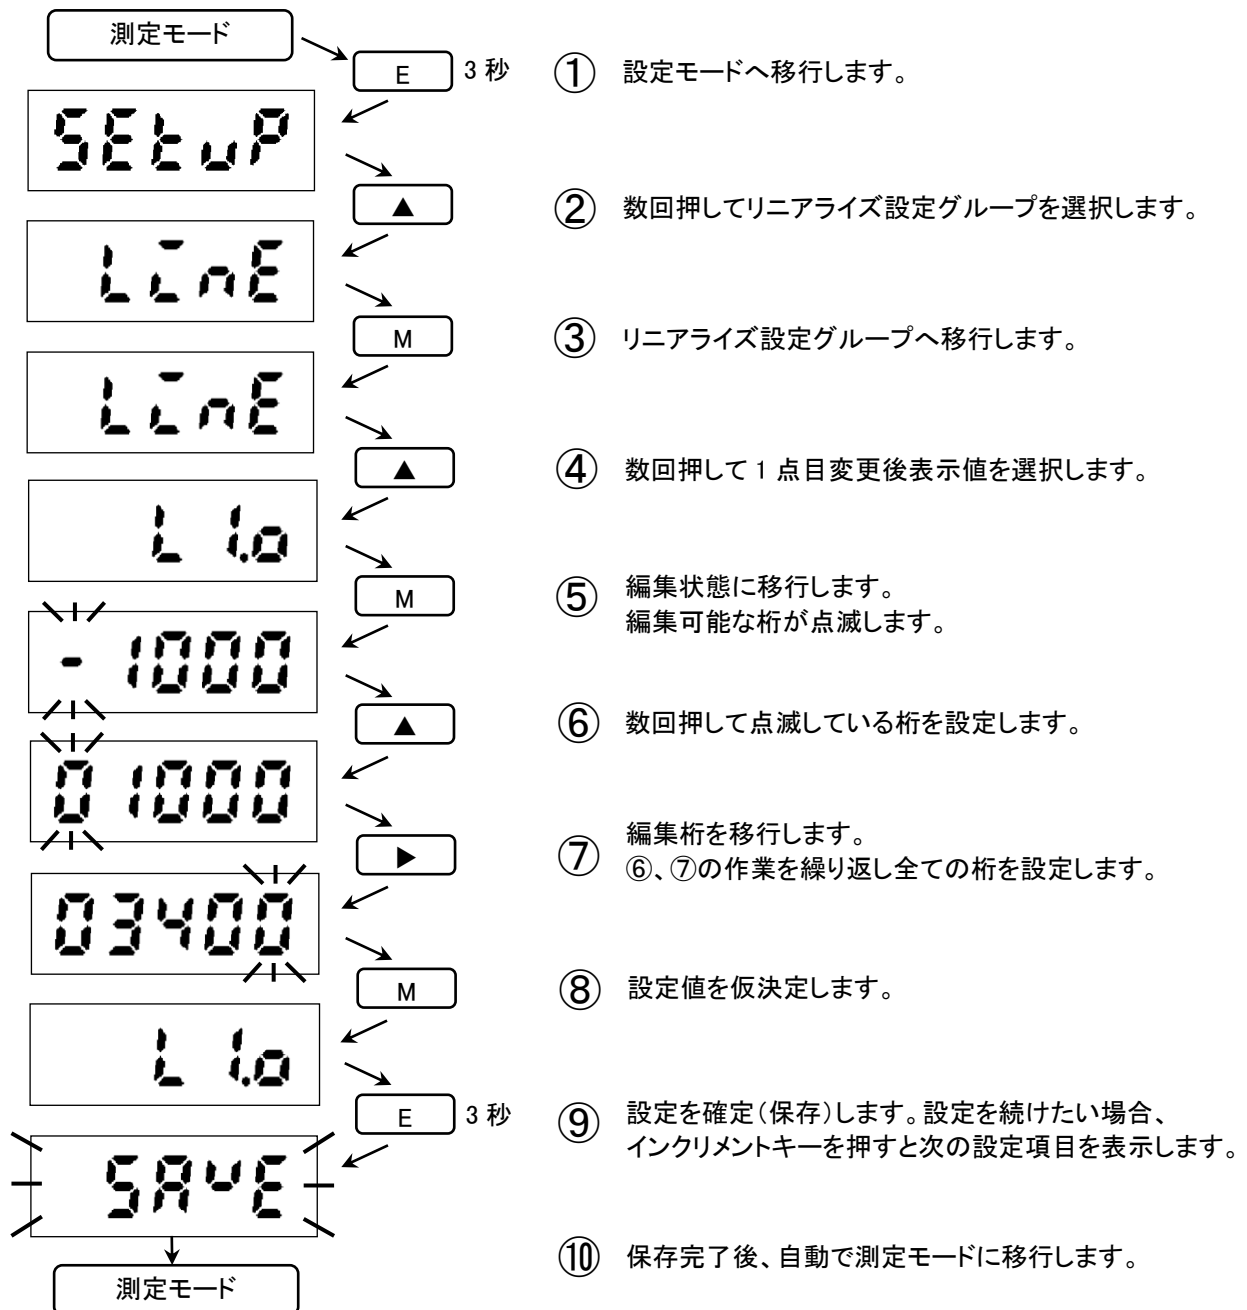 測定モード
E 3秒 ① 設定モードへ移行します。
SEtuP
▲ ② 数回押してリニアライズ設定グループを選択します。
LinE
M ③ リニアライズ設定グループへ移行します。
LinE
▲ ④ 数回押して1点目変更後表示値を選択します。
L 1.o
M ⑤ 編集状態に移行します。
編集可能な桁が点滅します。
- 1000
▲ ⑥ 数回押して点滅している桁を設定します。
01000
▶ ⑦ 編集桁を移行します。
⑥、⑦の作業を繰り返し全ての桁を設定します。
03400
M ⑧ 設定値を仮決定します。
L 1.o
E 3秒 ⑨ 設定を確定(保存)します。設定を続けたい場合、
インクリメントキーを押すと次の設定項目を表示します。
SAvE
⑩ 保存完了後、自動で測定モードに移行します。
測定モード